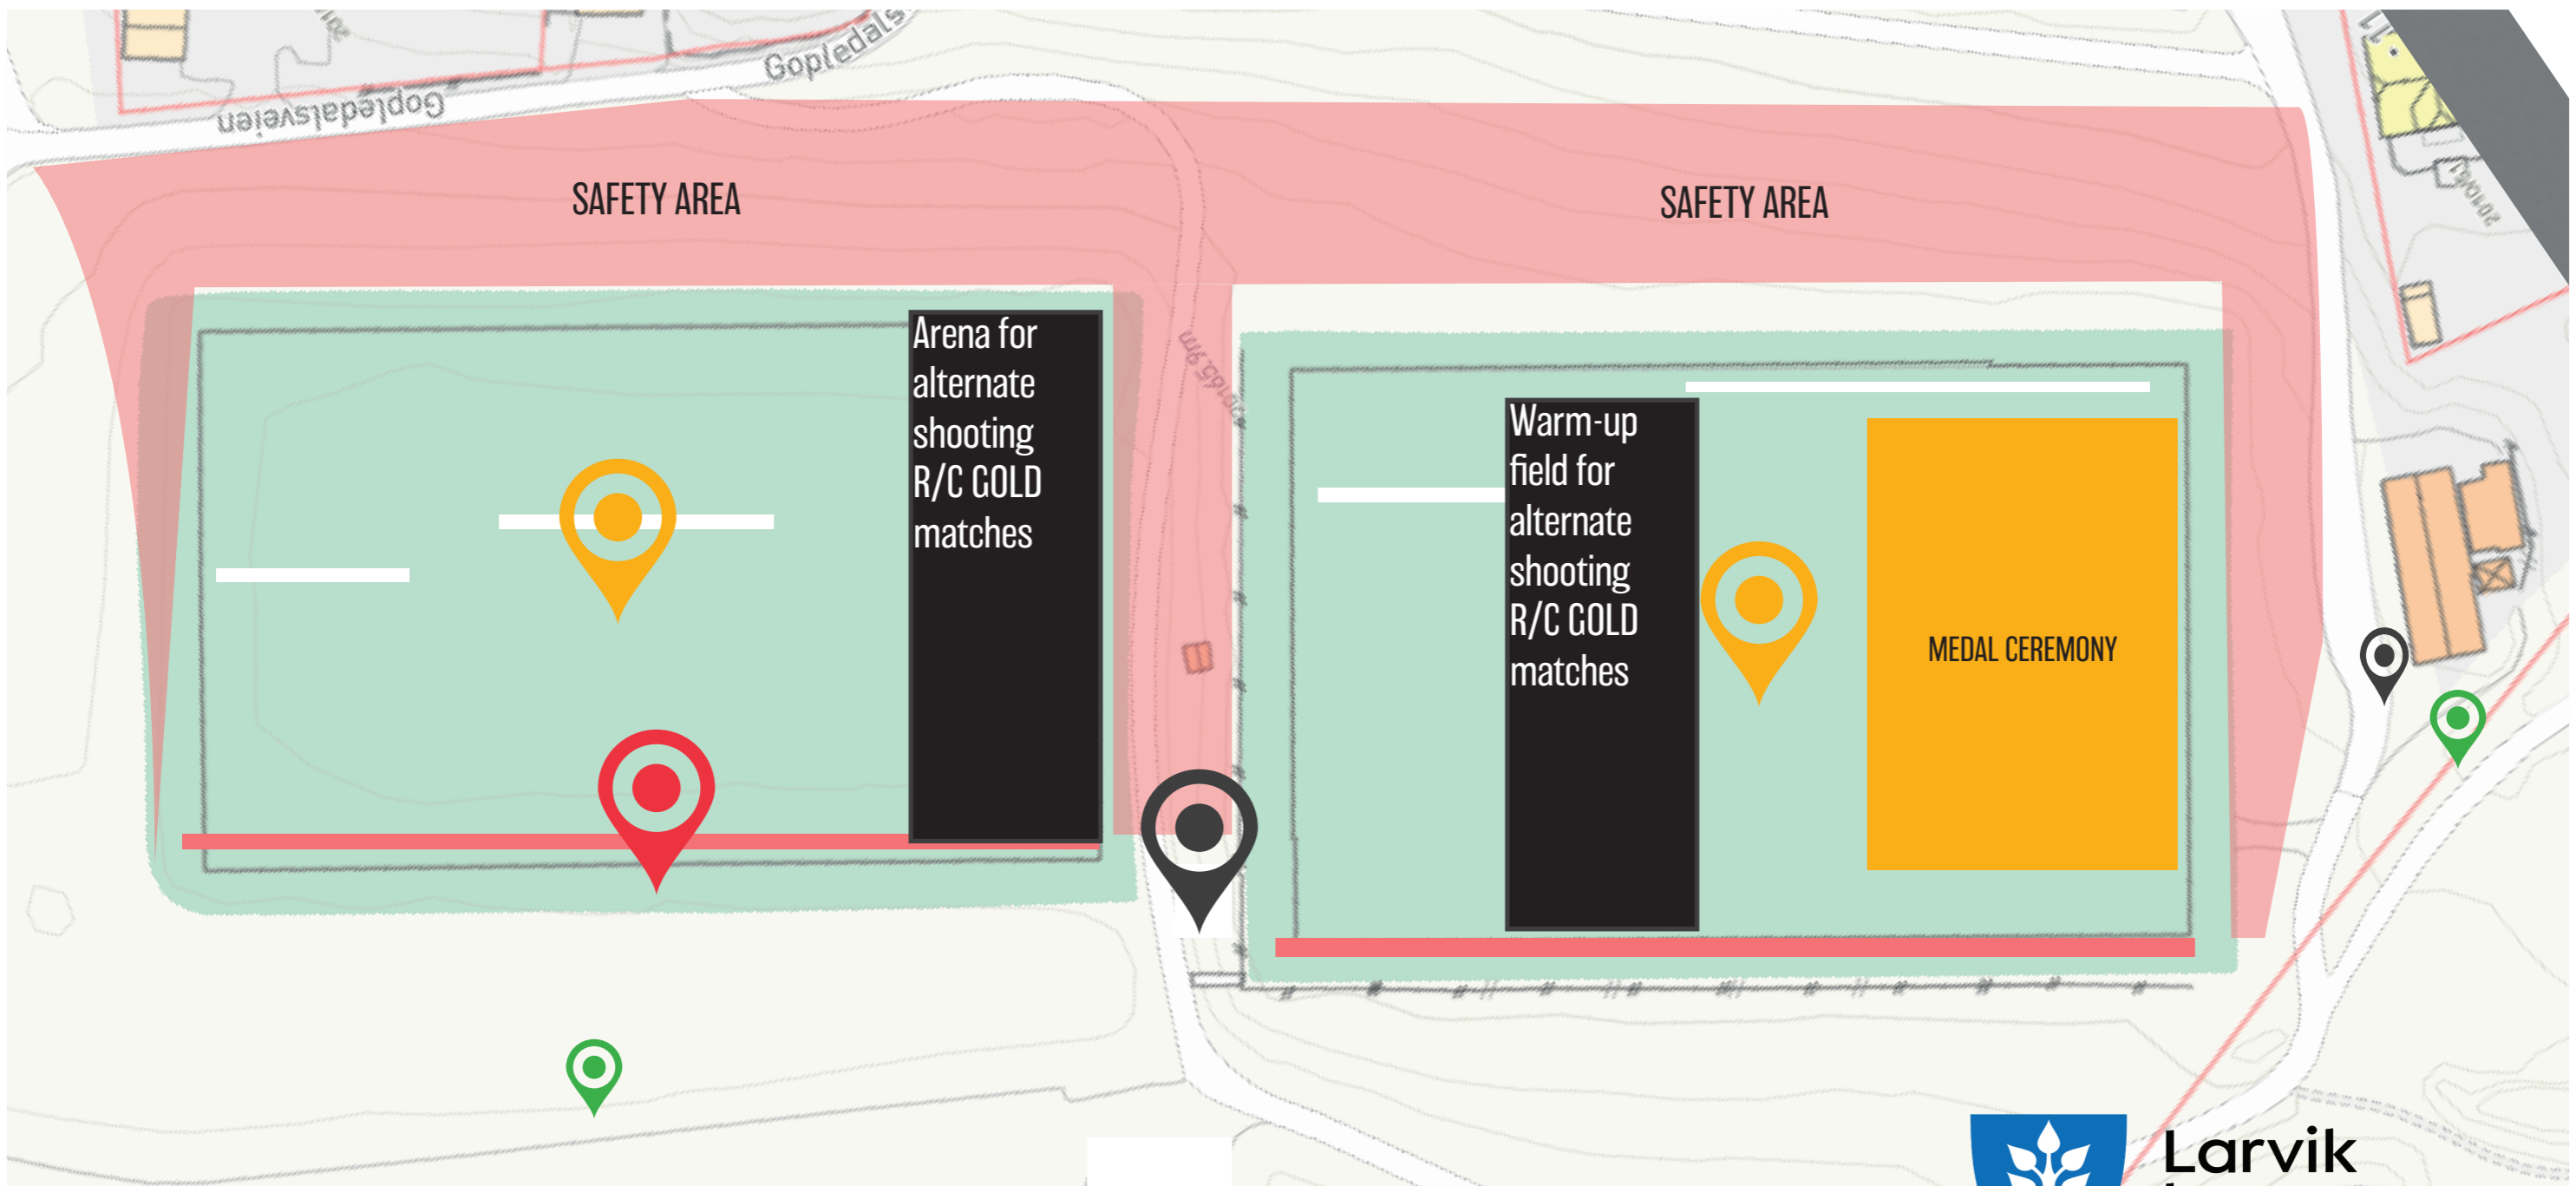 Gopledalsveien
Gopledals
SAFETY AREA
SAFETY AREA
Arena for
alternate
shooting
R/C GOLD
matches
Warm-up
field for
alternate
shooting
R/C GOLD
matches
MEDAL CEREMONY
Larvik